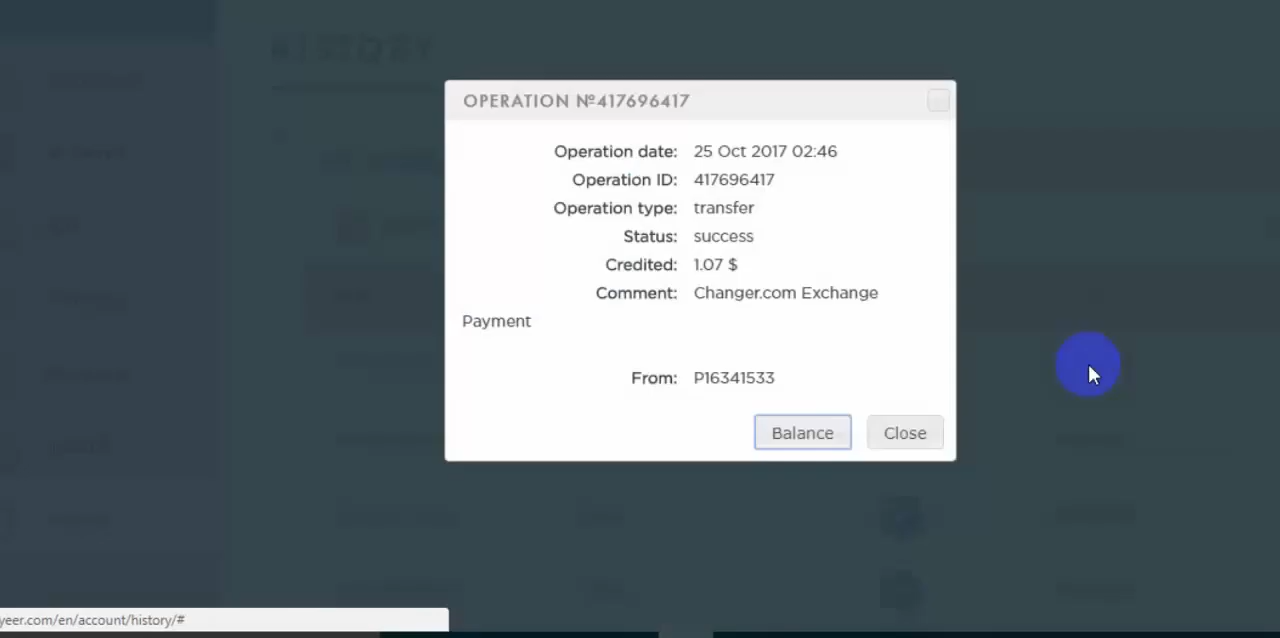 HISTORY
OPERATION №417696417
Operation date: 25 Oct 2017 02:46
Operation ID: 417696417
Operation type: transfer
Status: success
Credited: 1.07 $
Comment: Changer.com Exchange
Payment
From: P16341533
Balance Close
yeer.com/en/account/history/#